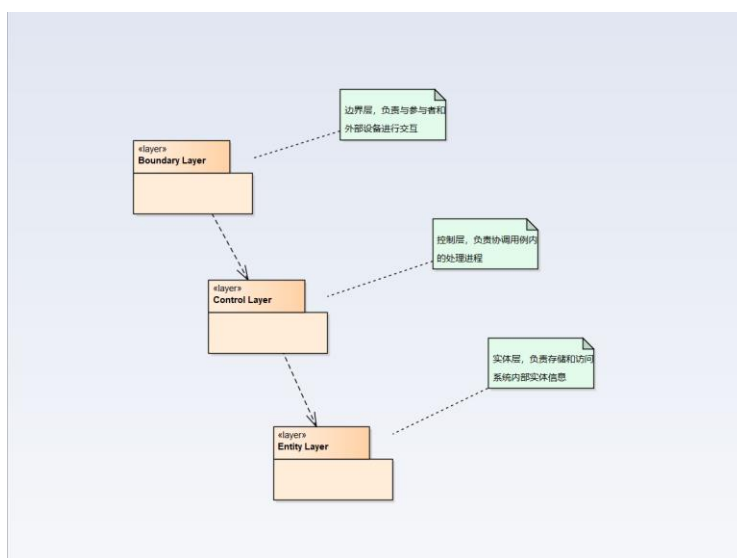 边界层，负责与参与者和
外部设备进行交互
«layer»
Boundary Layer
控制层，负责协调用例内
的处理进程
«layer»
Control Layer
实体层，负责存储和访问
系统内部实体信息
«layer»
Entity Layer